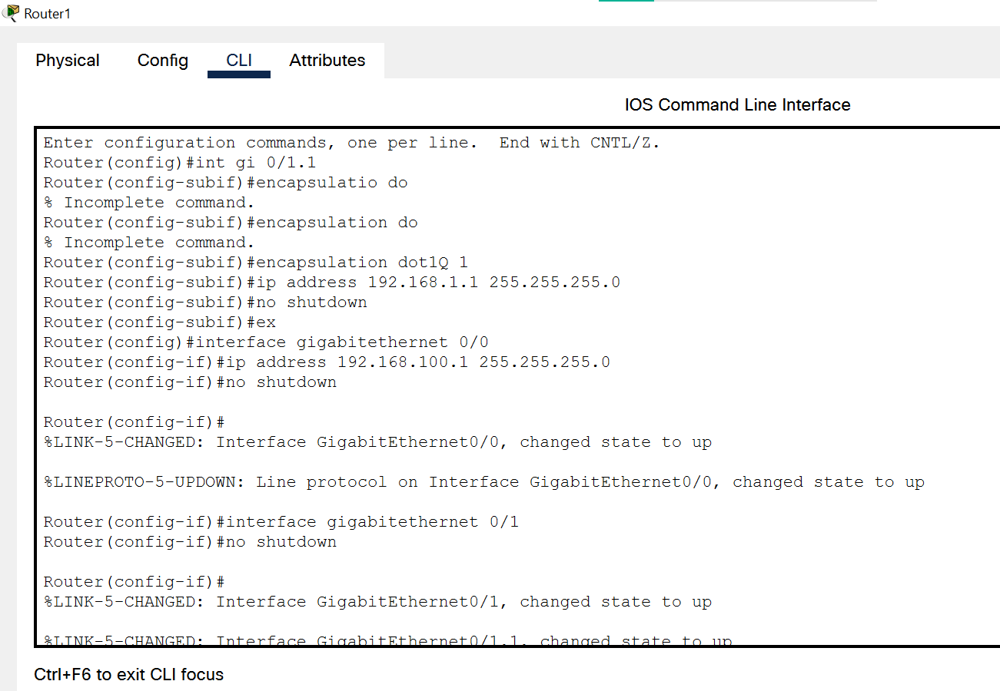 Router1
Physical Config CLI Attributes
IOS Command Line Interface
Enter configuration commands, one per line.  End with CNTL/Z.
Router(config)#int gi 0/1.1
Router(config-subif)#encapsulatio do
% Incomplete command.
Router(config-subif)#encapsulation do
% Incomplete command.
Router(config-subif)#encapsulation dot1Q 1
Router(config-subif)#ip address 192.168.1.1 255.255.255.0
Router(config-subif)#no shutdown
Router(config-subif)#ex
Router(config)#interface gigabitethernet 0/0
Router(config-if)#ip address 192.168.100.1 255.255.255.0
Router(config-if)#no shutdown
Router(config-if)#
%LINK-5-CHANGED: Interface GigabitEthernet0/0, changed state to up
%LINEPROTO-5-UPDOWN: Line protocol on Interface GigabitEthernet0/0, changed state to up
Router(config-if)#interface gigabitethernet 0/1
Router(config-if)#no shutdown
Router(config-if)#
%LINK-5-CHANGED: Interface GigabitEthernet0/1, changed state to up
%LINK-5-CHANGED: Interface GigabitEthernet0/1.1, changed state to up
Ctrl+F6 to exit CLI focus